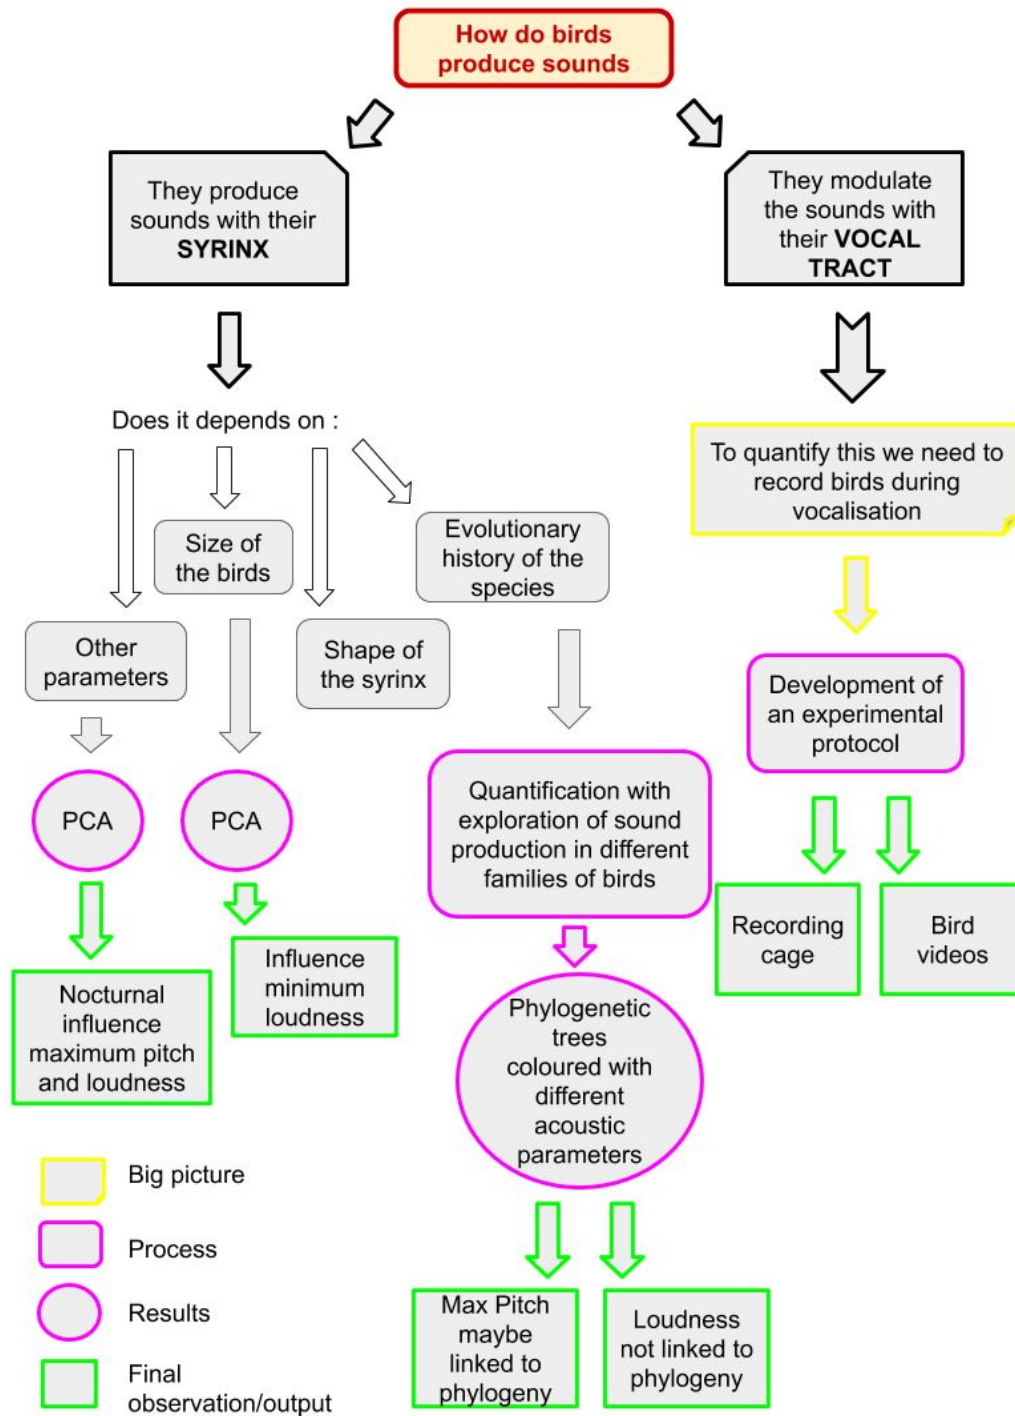 How do birds
produce sounds
They produce
sounds with their
SYRINX
They modulate
the sounds with
their VOCAL
TRACT
Does it depends on :
To quantify this we need to
record birds during
vocalisation
Size of
the birds
Evolutionary
history of the
species
Other
parameters
Shape of
the syrinx
Development of
an experimental
protocol
PCA
PCA
Quantification with
exploration of sound
production in different
families of birds
Recording
cage
Bird
videos
Influence
minimum
loudness
Nocturnal
influence
maximum pitch
and loudness
Phylogenetic
trees
coloured with
different
acoustic
parameters
Big picture
Process
Results
Final
observation/output
Max Pitch
maybe
linked to
phylogeny
Loudness
not linked to
phylogeny